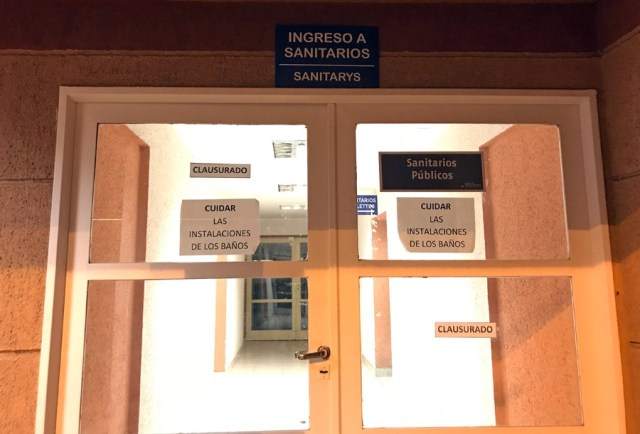 INGRESO A
SANITARIOS
SANITARYS
CLAUSURADO
CUIDAR
LAS
INSTALACIONES
DE LOS BAÑOS
Sanitarios
Públicos
CUIDAR
LAS
INSTALACIONES
DE LOS BAÑOS
CLAUSURADO